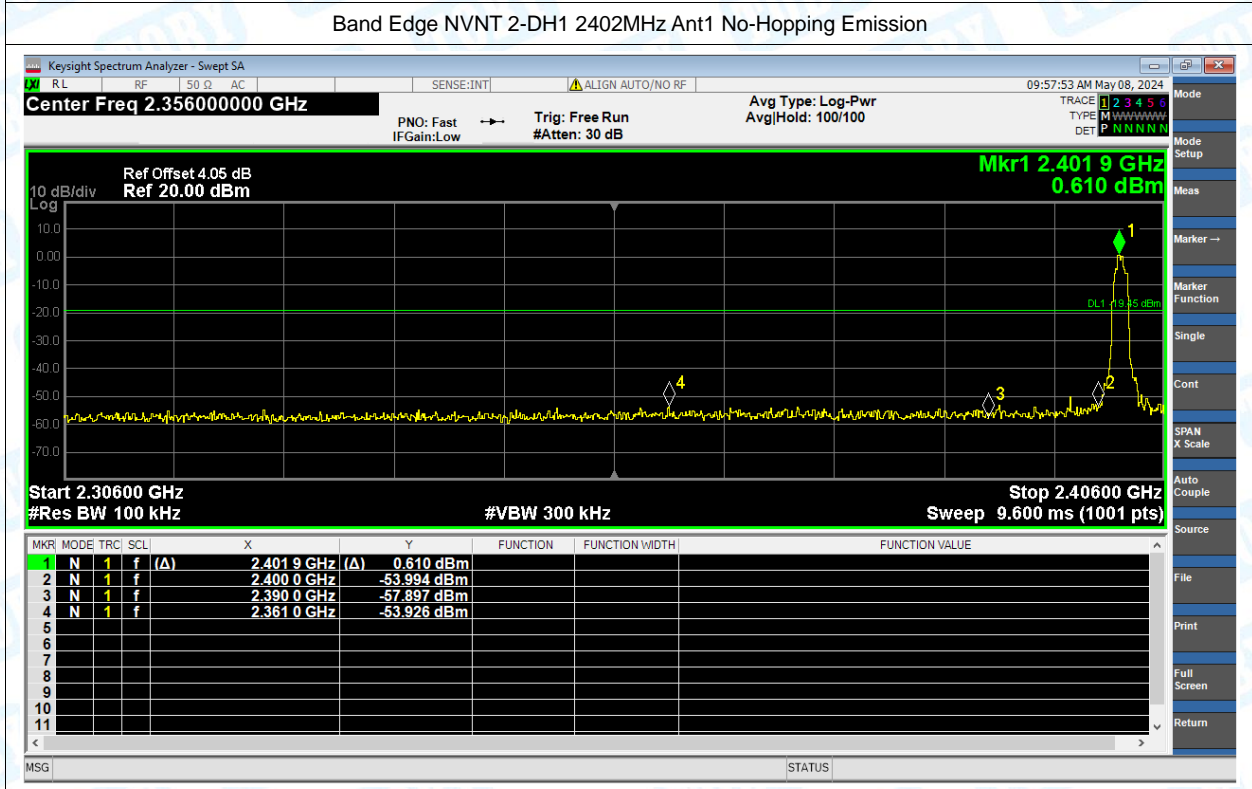 Band Edge NVNT 2-DH1 2402MHz Ant1 No-Hopping Emission
Keysight Spectrum Analyzer - Swept SA
LXI RL RF 50 Ω AC SENSE:INT ALIGN AUTO/NO RF 09:57:53 AM May 08, 2024
Center Freq 2.356000000 GHz
PNO: Fast
IFGain:Low
Trig: Free Run
#Atten: 30 dB
Avg Type: Log-Pwr
Avg|Hold: 100/100
TRACE 1 2 3 4 5 6
TYPE M W W W W W
DET P N N N N N
Mkr1 2.401 9 GHz
0.610 dBm
Ref Offset 4.05 dB
10 dB/div Ref 20.00 dBm
Log
10.0
0.00
-10.0
-20.0
-30.0
-40.0
-50.0
-60.0
-70.0
1
DL1 -19.45 dBm
4
3
2
Start 2.30600 GHz Stop 2.40600 GHz
#Res BW 100 kHz #VBW 300 kHz Sweep 9.600 ms (1001 pts)
MKR MODE TRC SCL X Y FUNCTION FUNCTION WIDTH FUNCTION VALUE
1 N 1 f (Δ) 2.401 9 GHz (Δ) 0.610 dBm
2 N 1 f 2.400 0 GHz -53.994 dBm
3 N 1 f 2.390 0 GHz -57.897 dBm
4 N 1 f 2.361 0 GHz -53.926 dBm
5
6
7
8
9
10
11
MSG STATUS
Mode
Mode
Setup
Meas
Marker→
Marker
Function
Single
Cont
SPAN
X Scale
Auto
Couple
Source
File
Print
Full
Screen
Return